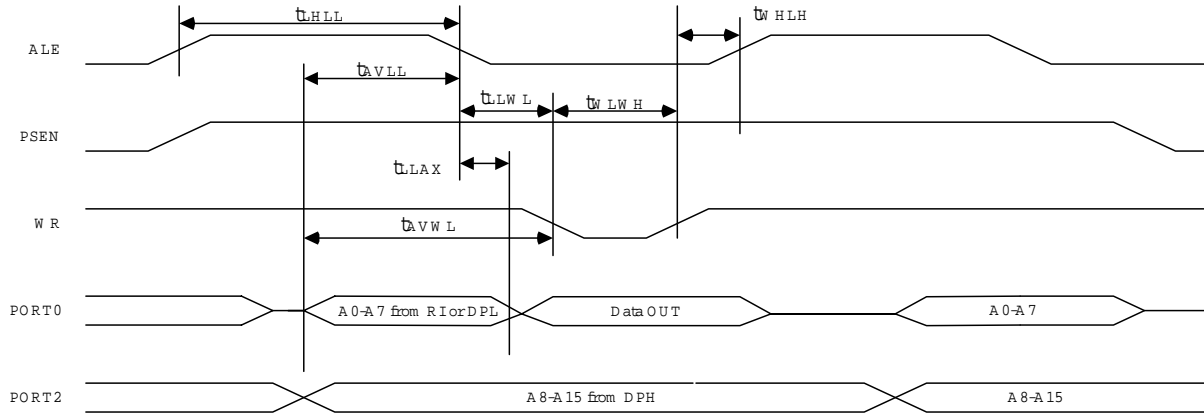 tLHLL
tWHLH
ALE
tAVLL
tLLWL
tWLWH
PSEN
tLLAX
WR
tAVWL
PORT0
A0-A7 from RI or DPL
Data OUT
A0-A7
PORT2
A8-A15 from DPH
A8-A15